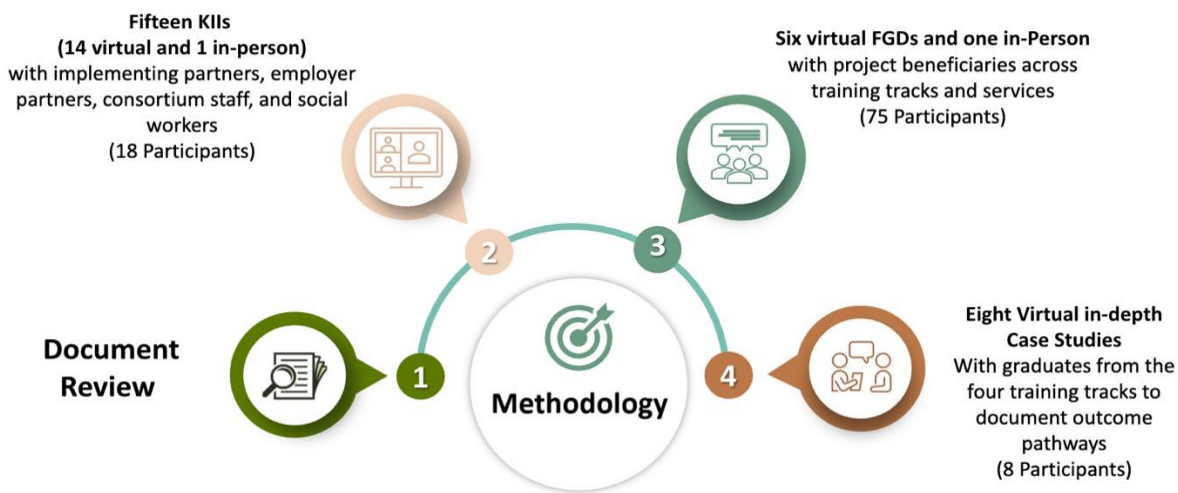 Fifteen KIIs
(14 virtual and 1 in-person)
with implementing partners, employer
partners, consortium staff, and social
workers
(18 Participants)
Six virtual FGDs and one in-Person
with project beneficiaries across
training tracks and services
(75 Participants)
2
3
Document
Review
1
Methodology
4
Eight Virtual in-depth
Case Studies
With graduates from the
four training tracks to
document outcome
pathways
(8 Participants)